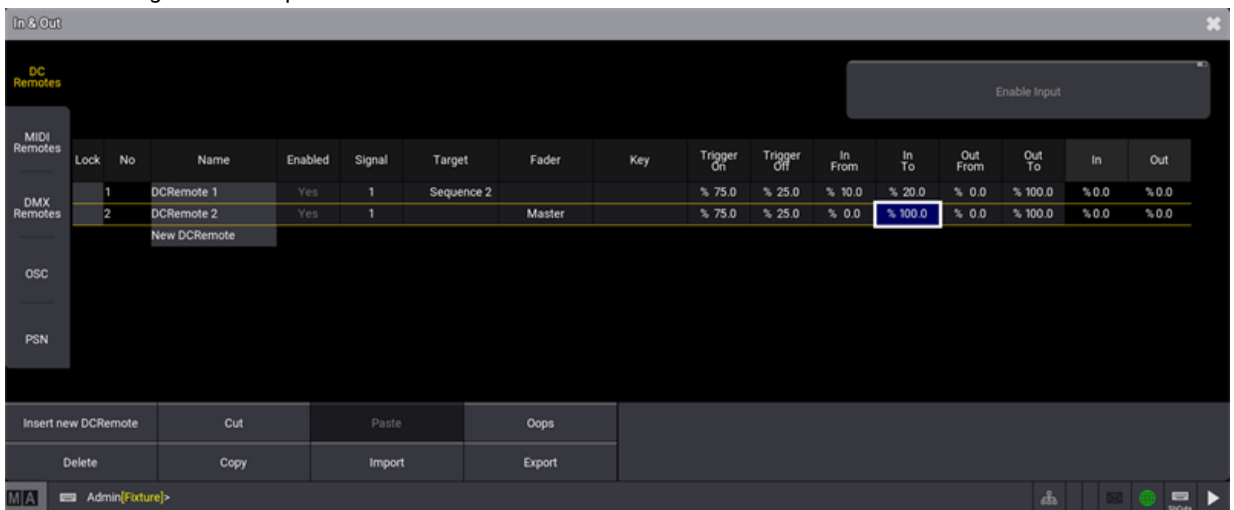 In & Out
DC Remotes
Enable Input
MIDI Remotes
Lock No Name Enabled Signal Target Fader Key Trigger On Trigger Off In From In To Out From Out To In Out
1 DCRemote 1 Yes 1 Sequence 2 % 75.0 % 25.0 % 10.0 % 20.0 % 0.0 % 100.0 % 0.0 % 0.0
DMX Remotes
2 DCRemote 2 Yes 1 Master % 75.0 % 25.0 % 0.0 % 100.0 % 0.0 % 100.0 % 0.0 % 0.0
New DCRemote
OSC
PSN
Insert new DCRemote Cut Paste Oops
Delete Copy Import Export
MA Admin[Fixture]>